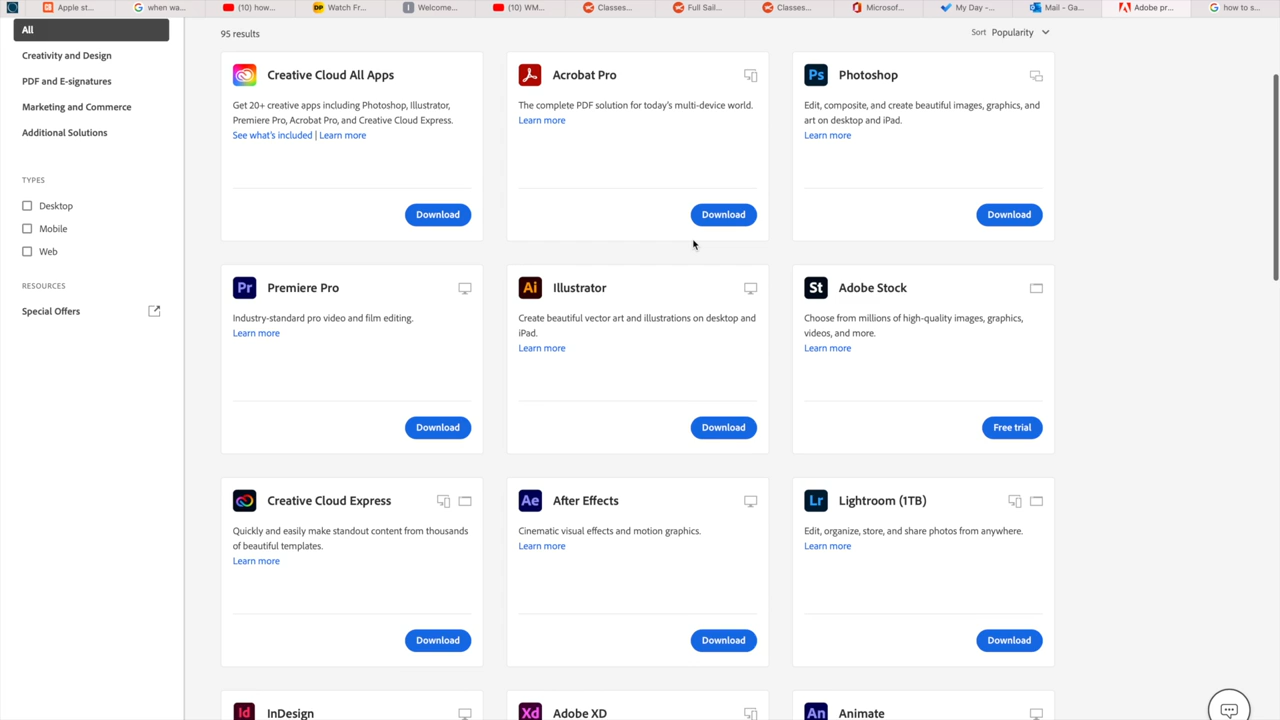 Apple st...
when wa...
(10) how...
Watch Fr...
Welcome...
(10) WM...
Classes...
Full Sail...
Classes...
Microsof...
My Day –...
Mail – Ga...
Adobe pr...
how to s...
All
Creativity and Design
PDF and E-signatures
Marketing and Commerce
Additional Solutions
TYPES
Desktop
Mobile
Web
RESOURCES
Special Offers
95 results
Sort Popularity
Creative Cloud All Apps
Get 20+ creative apps including Photoshop, Illustrator,
Premiere Pro, Acrobat Pro, and Creative Cloud Express.
See what's included | Learn more
Download
Acrobat Pro
The complete PDF solution for today's multi-device world.
Learn more
Download
Ps
Photoshop
Edit, composite, and create beautiful images, graphics, and
art on desktop and iPad.
Learn more
Download
Pr
Premiere Pro
Industry-standard pro video and film editing.
Learn more
Download
Ai
Illustrator
Create beautiful vector art and illustrations on desktop and
iPad.
Learn more
Download
St
Adobe Stock
Choose from millions of high-quality images, graphics,
videos, and more.
Learn more
Free trial
Creative Cloud Express
Quickly and easily make standout content from thousands
of beautiful templates.
Learn more
Download
Ae
After Effects
Cinematic visual effects and motion graphics.
Learn more
Download
Lr
Lightroom (1TB)
Edit, organize, store, and share photos from anywhere.
Learn more
Download
Id
InDesign
Xd
Adobe XD
An
Animate